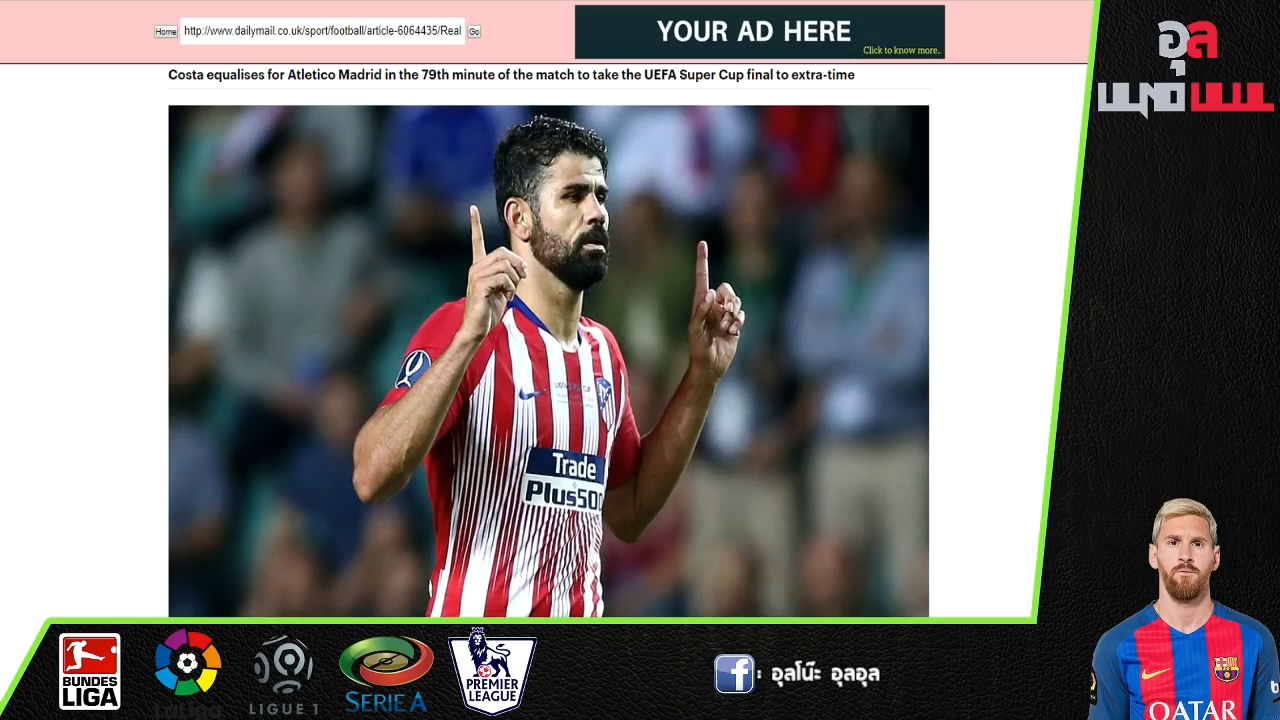 Home
http://www.dailymail.co.uk/sport/football/article-6064435/Real
Go
YOUR AD HERE
Click to know more..
Costa equalises for Atletico Madrid in the 79th minute of the match to take the UEFA Super Cup final to extra-time
Trade
Plus500
BUNDES
LIGA
LaLiga
LIGUE 1
SERIE A
PREMIER
LEAGUE
f
: อุลโน๊ะ อุลอุล
QATAR